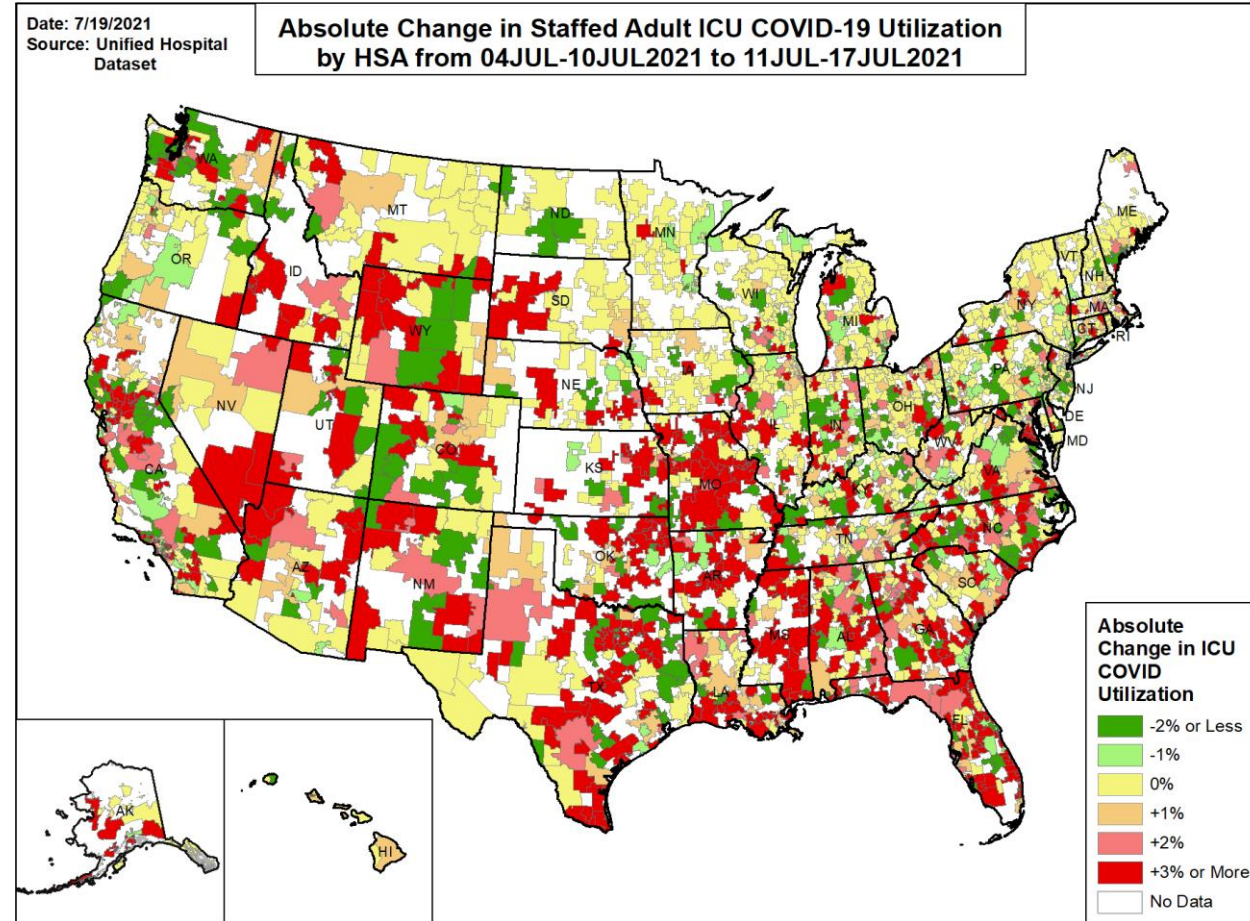 Date: 7/19/2021
Source: Unified Hospital
Dataset
Absolute Change in Staffed Adult ICU COVID-19 Utilization
by HSA from 04JUL-10JUL2021 to 11JUL-17JUL2021
WA
MT
ND
MN
ME
OR
ID
SD
WI
VT
NH
NY
MA
WY
MI
CT
RI
NE
IA
PA
NV
NJ
UT
OH
IL
IN
DE
CO
WV
MD
CA
KS
VA
MO
KY
NC
TN
OK
AZ
AR
NM
SC
MS
AL
GA
TX
LA
FL
AK
HI
Absolute
Change in ICU
COVID
Utilization
-2% or Less
-1%
0%
+1%
+2%
+3% or More
No Data